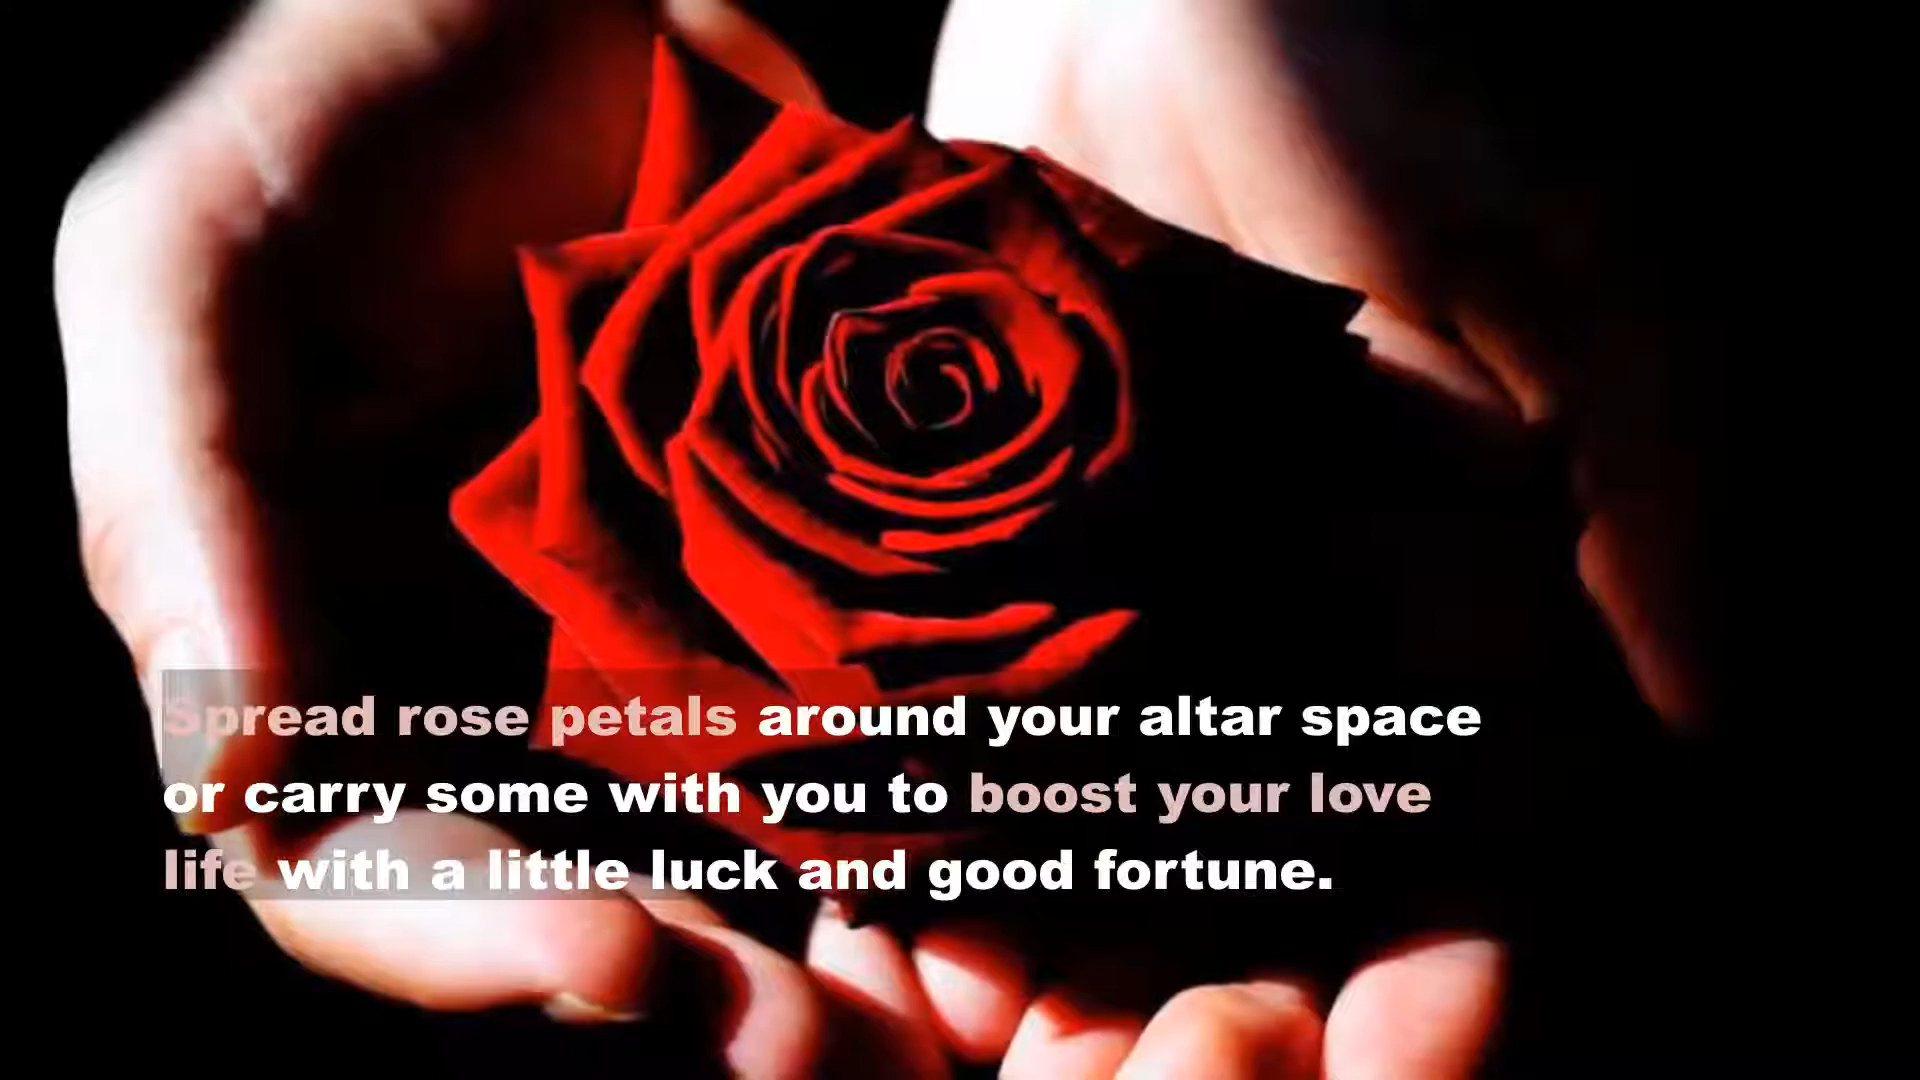 Spread rose petals around your altar space
or carry some with you to boost your love
life with a little luck and good fortune.